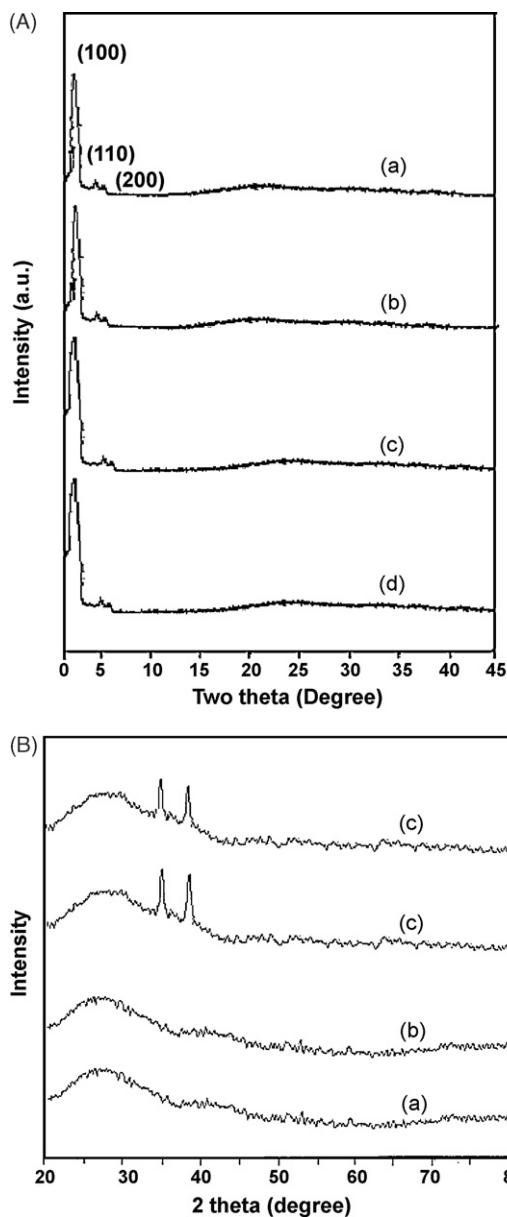 (A)
(100)
(110)
(200)
(a)
(b)
(c)
(d)
Intensity (a.u.)
0 5 10 15 20 25 30 35 40 45
Two theta (Degree)
(B)
(c)
(c)
(b)
(a)
Intensity
20 30 40 50 60 70 80
2 theta (degree)